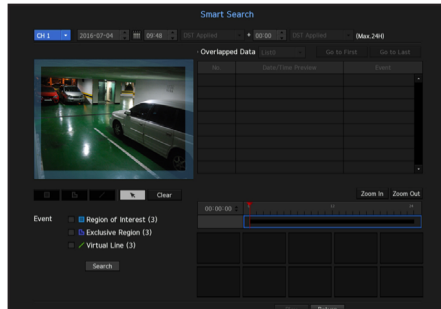 Smart Search
CH 1 2016-07-04 09:48 DST Applied + 00:00 DST Applied (Max.24H)
Overlapped Data List0 Go to First Go to Last
No. Date/Time Preview Event
Clear
Zoom In Zoom Out
00:00:00
Event
Region of Interest (3)
Exclusive Region (3)
Virtual Line (3)
Search
Return